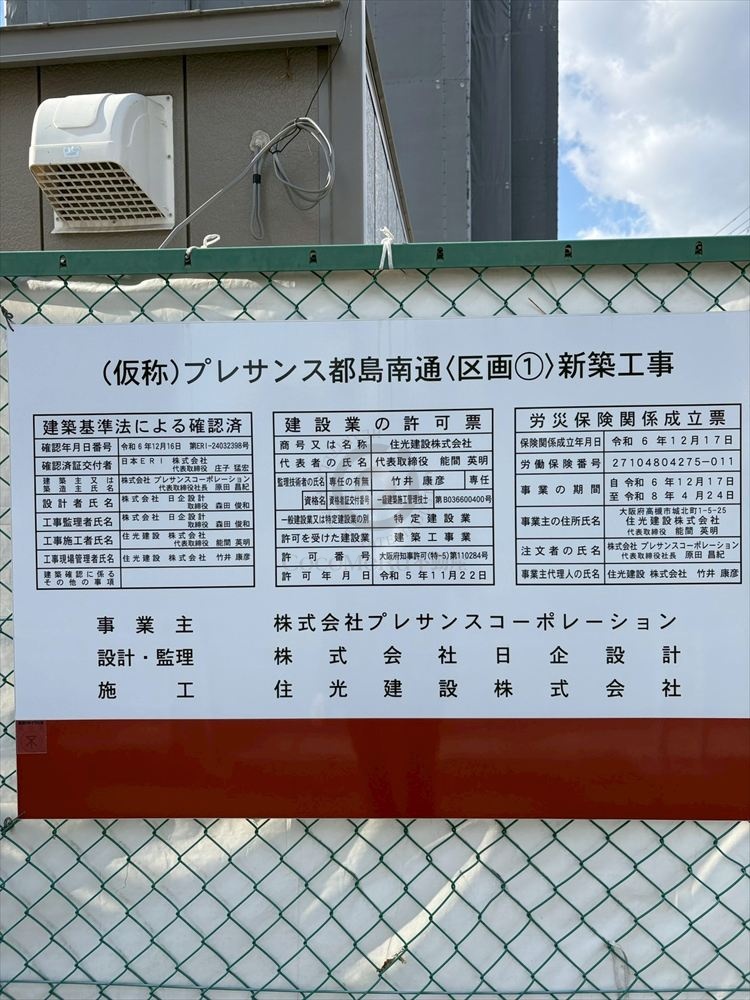 (仮称)プレサンス都島南通〈区画①〉新築工事
建築基準法による確認済
確認年月日番号 令和6年12月16日 第ERI-24032398号
確認済証交付者 日本ERI 株式会社 代表取締役 庄子 猛宏
建築主又は築造主氏名 株式会社 プレサンスコーポレーション 代表取締役社長 原田 昌紀
設計者氏名 株式会社 日企設計 取締役 森田 俊和
工事監理者氏名 株式会社 日企設計 取締役 森田 俊和
工事施工者氏名 住光建設 株式会社 代表取締役 能間 英明
工事現場管理者氏名 住光建設 株式会社 竹井 康彦
建築確認に係るその他の事項
建設業の許可票
商号又は名称 住光建設株式会社
代表者の氏名 代表取締役 能間 英明
監理技術者の氏名 専任の有無 竹井 康彦 専任
資格名 資格者証交付番号 一級建築施工管理技士 第B036600400号
一般建設業又は特定建設業の別 特定建設業
許可を受けた建設業 建築工事業
許可番号 大阪府知事許可(特-5)第110284号
許可年月日 令和5年11月22日
労災保険関係成立票
保険関係成立年月日 令和6年12月17日
労働保険番号 27104804275-011
事業の期間 自 令和6年12月17日
至 令和8年4月24日
事業主の住所氏名 大阪府高槻市城北町1-5-25
住光建設株式会社
代表取締役 能間 英明
注文者の氏名 株式会社 プレサンスコーポレーション
代表取締役社長 原田 昌紀
事業主代理人の氏名 住光建設 株式会社 竹井 康彦
事業主 株式会社プレサンスコーポレーション
設計・監理 株式会社日企設計
施工 住光建設株式会社